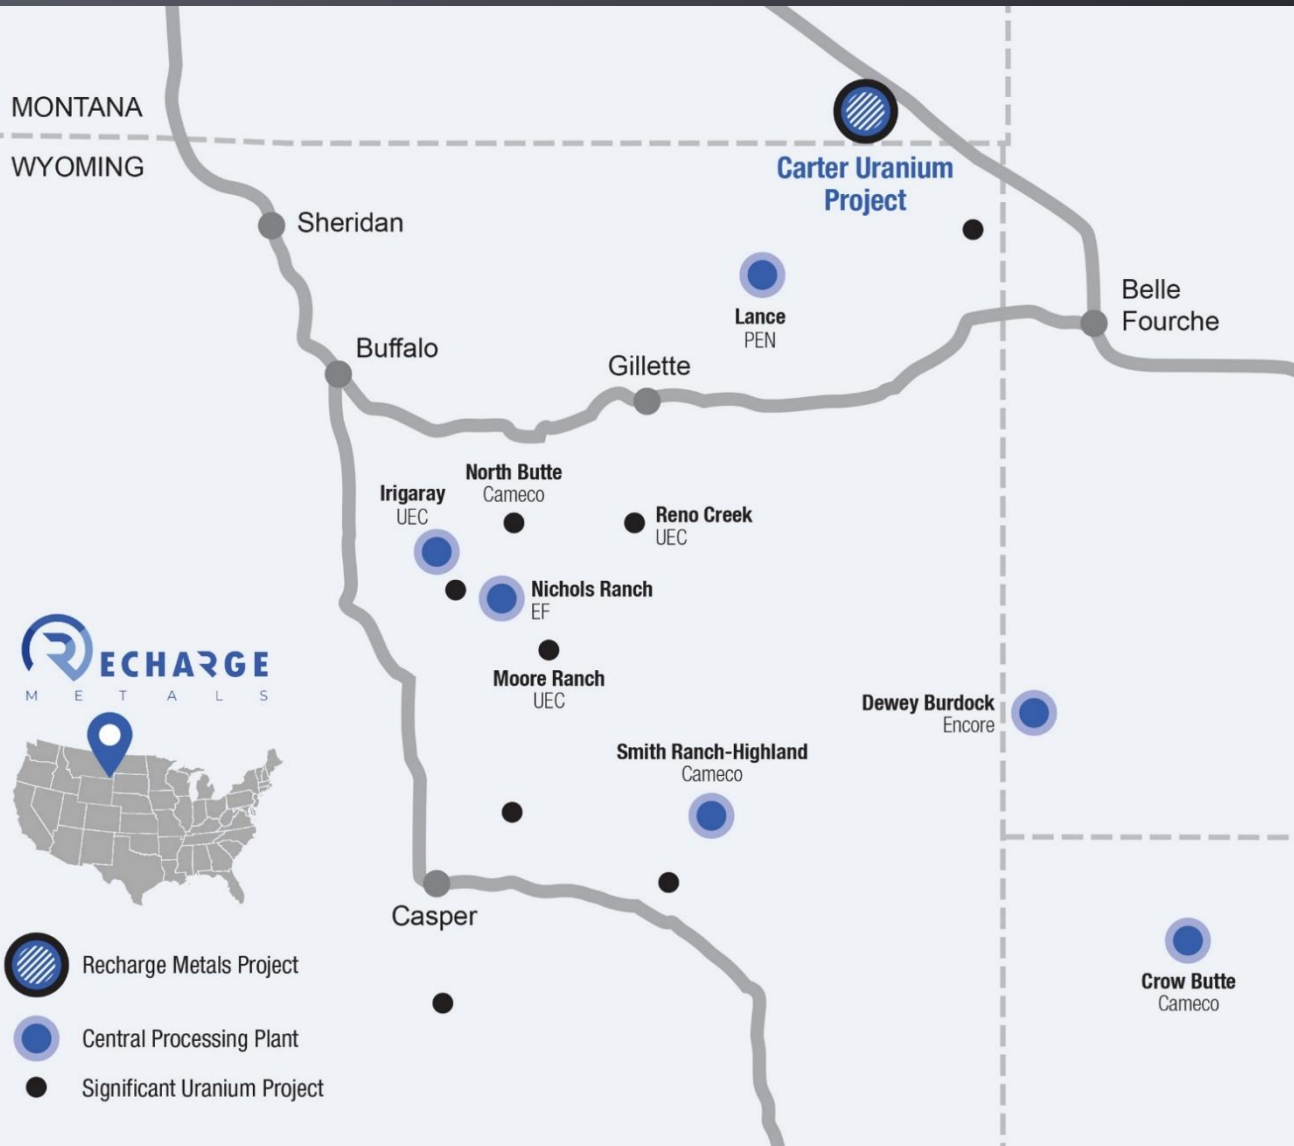 MONTANA
WYOMING
Carter Uranium
Project
Sheridan
Lance
PEN
Belle
Fourche
Buffalo
Gillette
North Butte
Cameco
Irigaray
UEC
Reno Creek
UEC
Nichols Ranch
EF
Moore Ranch
UEC
RECHARGE
METALS
Dewey Burdock
Encore
Smith Ranch-Highland
Cameco
Casper
Crow Butte
Cameco
Recharge Metals Project
Central Processing Plant
Significant Uranium Project